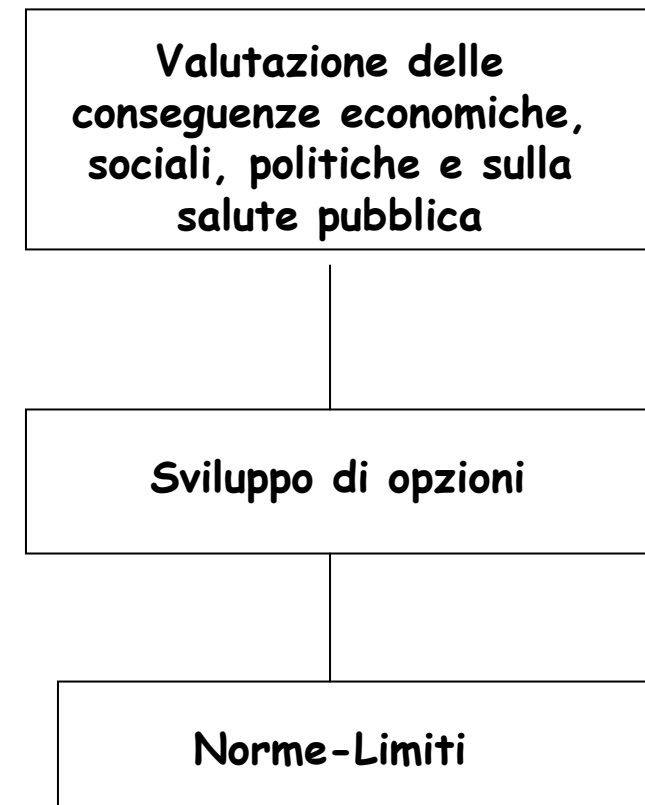 Valutazione delle
conseguenze economiche,
sociali, politiche e sulla
salute pubblica
Sviluppo di opzioni
Norme-Limiti